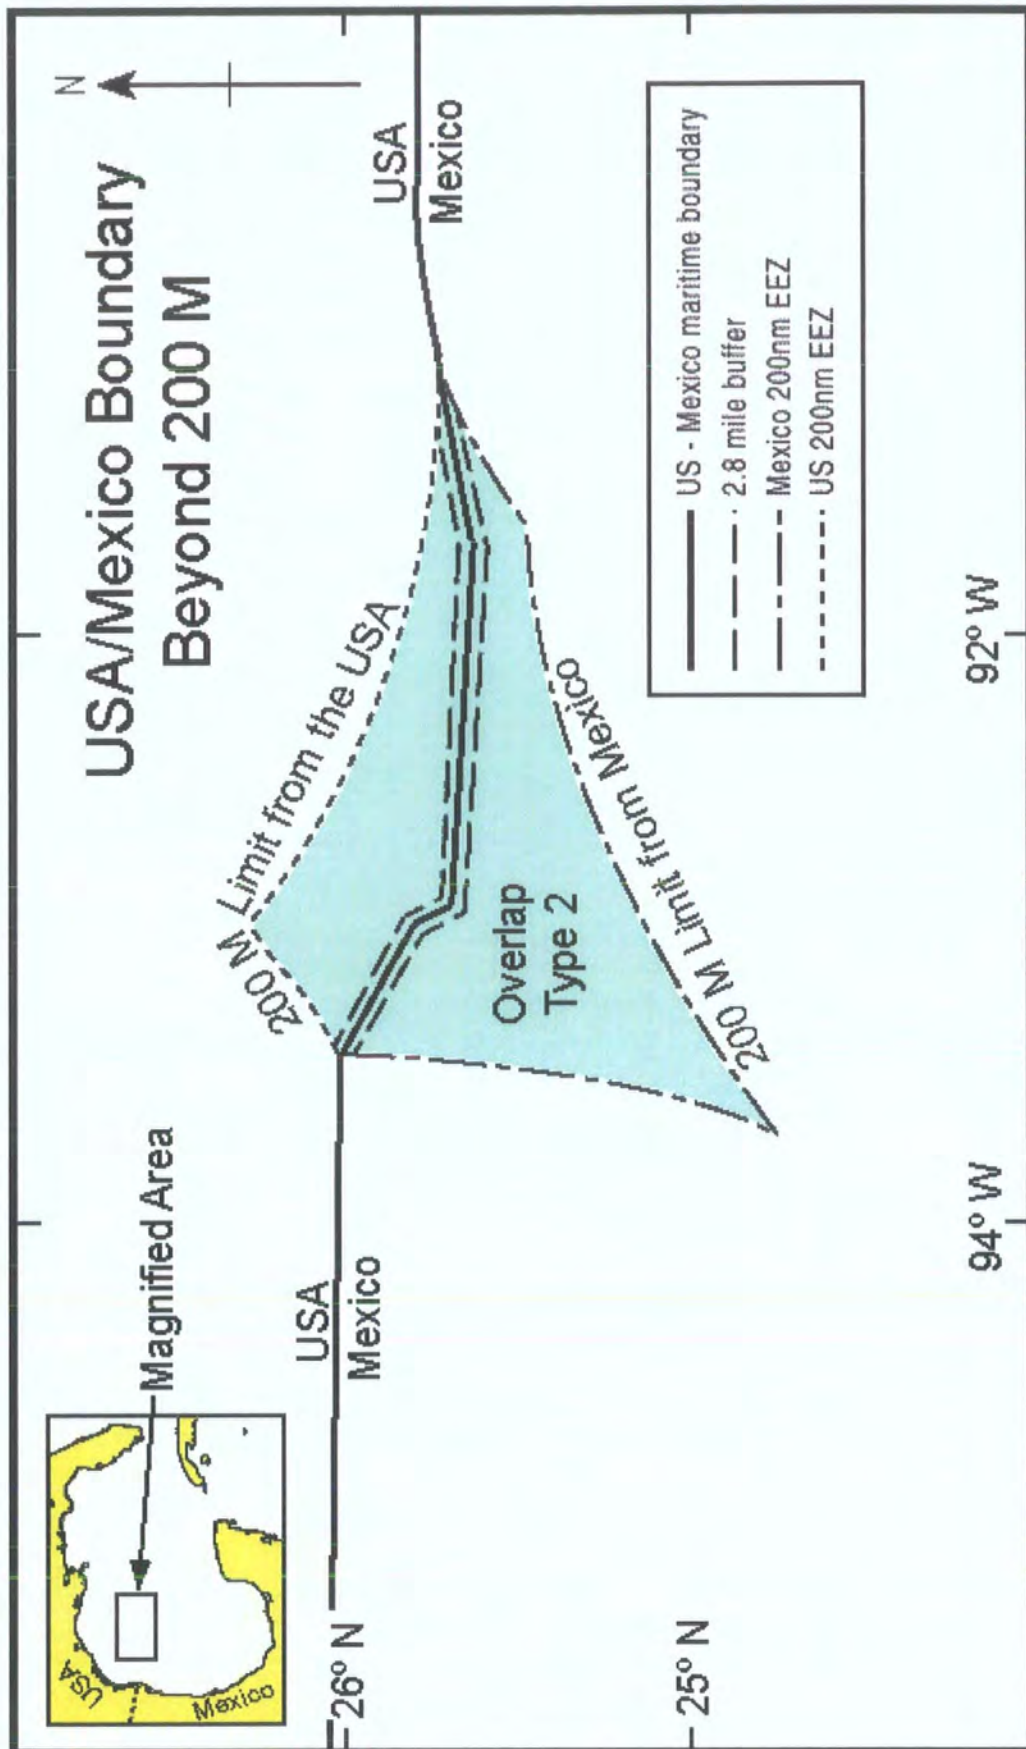 USA/Mexico Boundary
Beyond 200 M
N
Magnified Area
USA
Mexico
USA
Mexico
USA
Mexico
200 M Limit from the USA
Overlap
Type 2
200 M Limit from Mexico
US - Mexico maritime boundary
2.8 mile buffer
Mexico 200nm EEZ
US 200nm EEZ
26° N
25° N
94° W
92° W